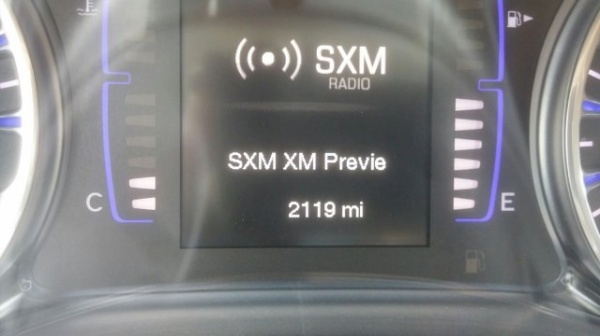 SXM
RADIO
SXM XM Previe
2119 mi
C
E